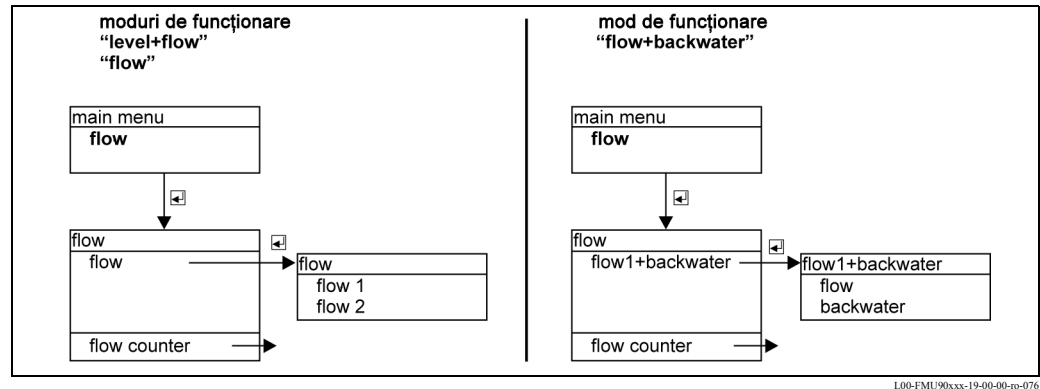 moduri de funcționare
“level+flow”
“flow”
main menu
flow
flow
flow
flow counter
flow
flow 1
flow 2
mod de funcționare
“flow+backwater”
main menu
flow
flow
flow1+backwater
flow counter
flow1+backwater
flow
backwater
L00-FMU90xxx-19-00-00-ro-076